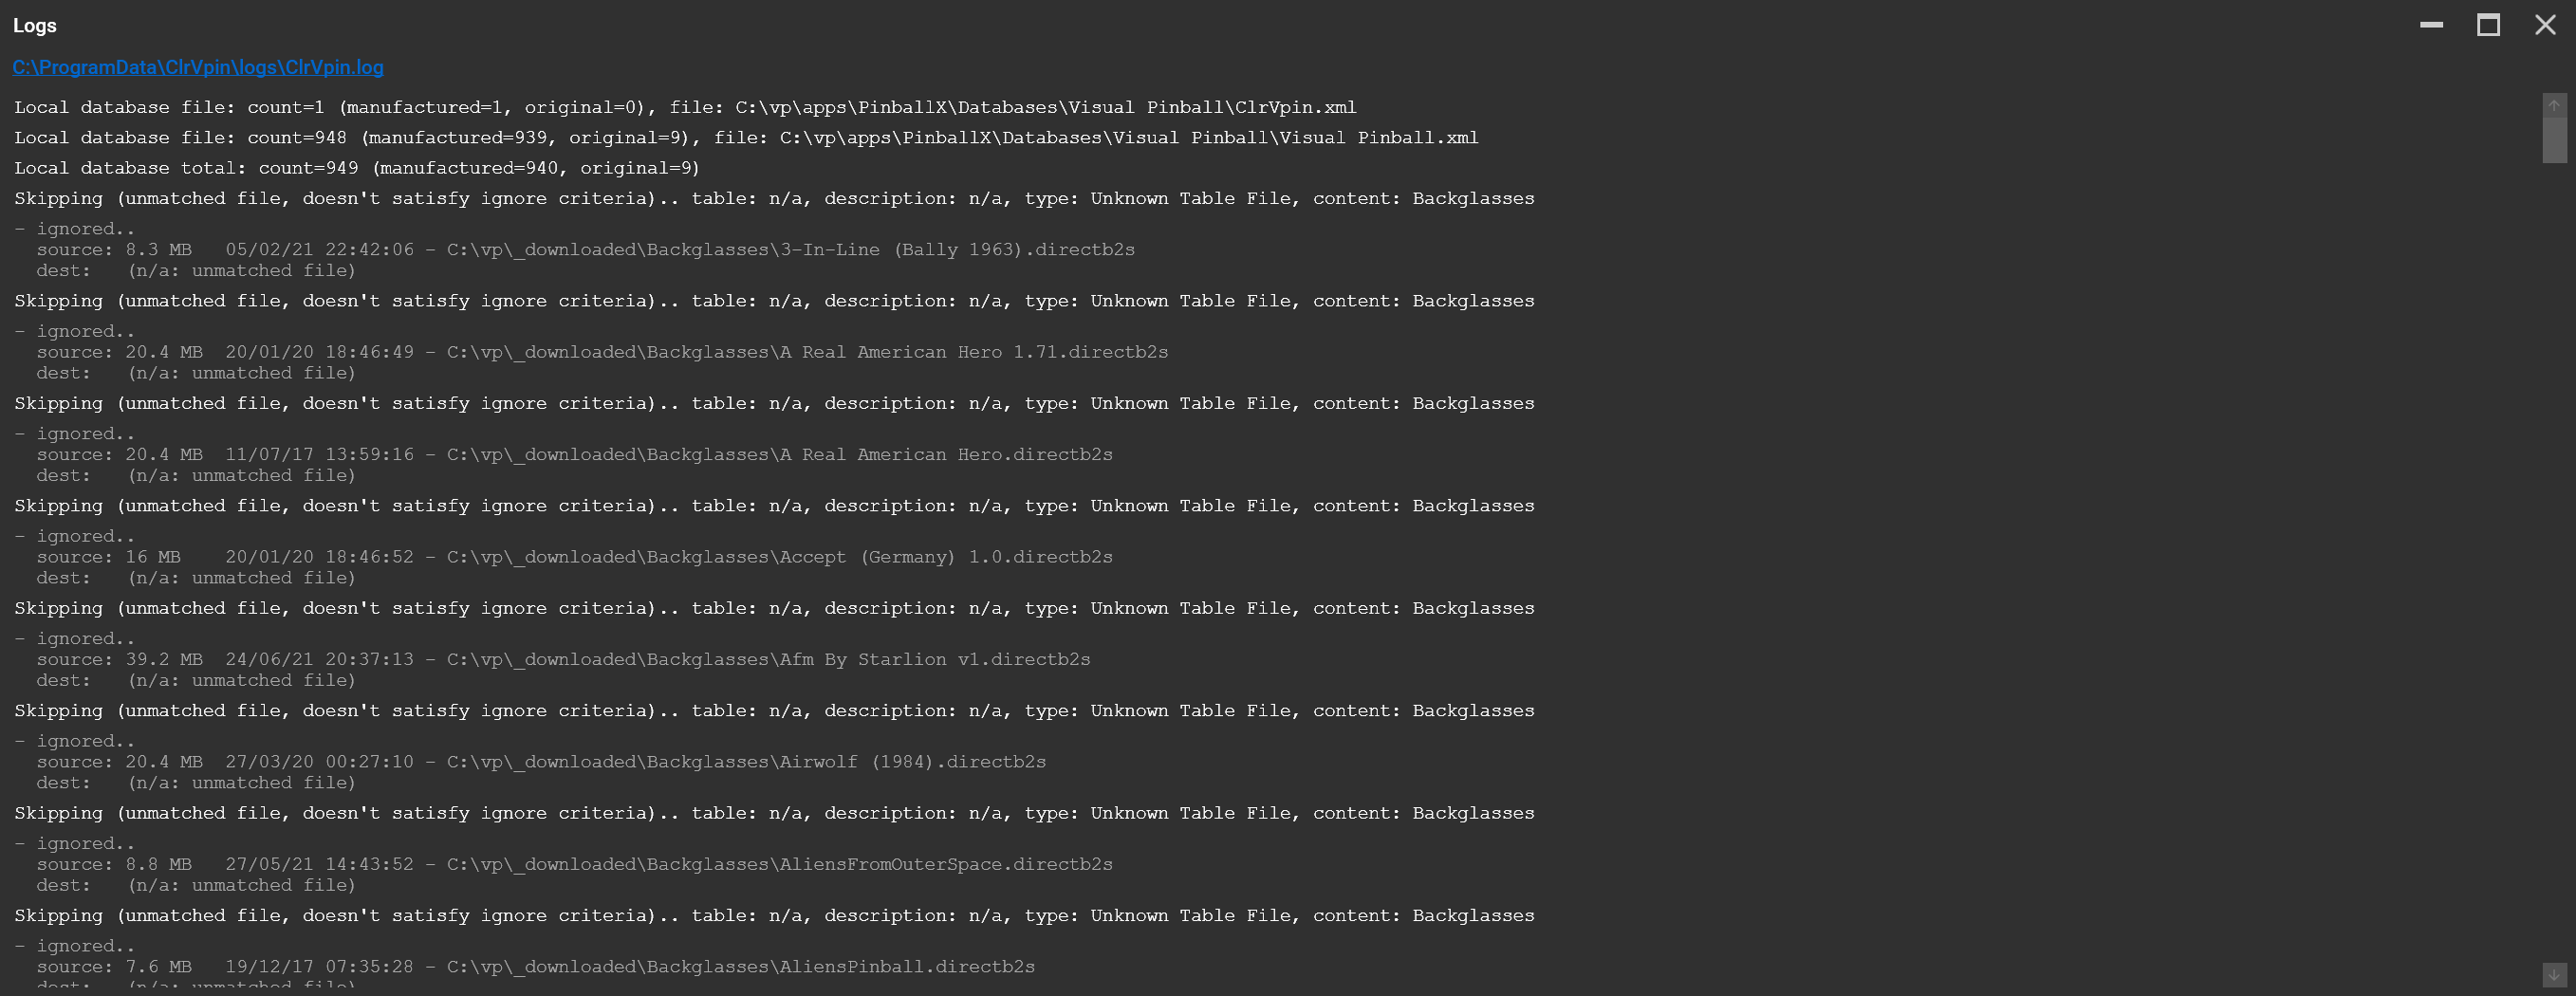 Logs
C:\ProgramData\ClrVpin\logs\ClrVpin.log
Local database file: count=1 (manufactured=1, original=0), file: C:\vp\apps\PinballX\Databases\Visual Pinball\ClrVpin.xml
Local database file: count=948 (manufactured=939, original=9), file: C:\vp\apps\PinballX\Databases\Visual Pinball\Visual Pinball.xml
Local database total: count=949 (manufactured=940, original=9)
Skipping (unmatched file, doesn't satisfy ignore criteria).. table: n/a, description: n/a, type: Unknown Table File, content: Backglasses
- ignored..
source: 8.3 MB   05/02/21 22:42:06 - C:\vp\_downloaded\Backglasses\3-In-Line (Bally 1963).directb2s
dest:   (n/a: unmatched file)
Skipping (unmatched file, doesn't satisfy ignore criteria).. table: n/a, description: n/a, type: Unknown Table File, content: Backglasses
- ignored..
source: 20.4 MB  20/01/20 18:46:49 - C:\vp\_downloaded\Backglasses\A Real American Hero 1.71.directb2s
dest:   (n/a: unmatched file)
Skipping (unmatched file, doesn't satisfy ignore criteria).. table: n/a, description: n/a, type: Unknown Table File, content: Backglasses
- ignored..
source: 20.4 MB  11/07/17 13:59:16 - C:\vp\_downloaded\Backglasses\A Real American Hero.directb2s
dest:   (n/a: unmatched file)
Skipping (unmatched file, doesn't satisfy ignore criteria).. table: n/a, description: n/a, type: Unknown Table File, content: Backglasses
- ignored..
source: 16 MB    20/01/20 18:46:52 - C:\vp\_downloaded\Backglasses\Accept (Germany) 1.0.directb2s
dest:   (n/a: unmatched file)
Skipping (unmatched file, doesn't satisfy ignore criteria).. table: n/a, description: n/a, type: Unknown Table File, content: Backglasses
- ignored..
source: 39.2 MB  24/06/21 20:37:13 - C:\vp\_downloaded\Backglasses\Afm By Starlion v1.directb2s
dest:   (n/a: unmatched file)
Skipping (unmatched file, doesn't satisfy ignore criteria).. table: n/a, description: n/a, type: Unknown Table File, content: Backglasses
- ignored..
source: 20.4 MB  27/03/20 00:27:10 - C:\vp\_downloaded\Backglasses\Airwolf (1984).directb2s
dest:   (n/a: unmatched file)
Skipping (unmatched file, doesn't satisfy ignore criteria).. table: n/a, description: n/a, type: Unknown Table File, content: Backglasses
- ignored..
source: 8.8 MB   27/05/21 14:43:52 - C:\vp\_downloaded\Backglasses\AliensFromOuterSpace.directb2s
dest:   (n/a: unmatched file)
Skipping (unmatched file, doesn't satisfy ignore criteria).. table: n/a, description: n/a, type: Unknown Table File, content: Backglasses
- ignored..
source: 7.6 MB   19/12/17 07:35:28 - C:\vp\_downloaded\Backglasses\AliensPinball.directb2s
dest:   (n/a: unmatched file)